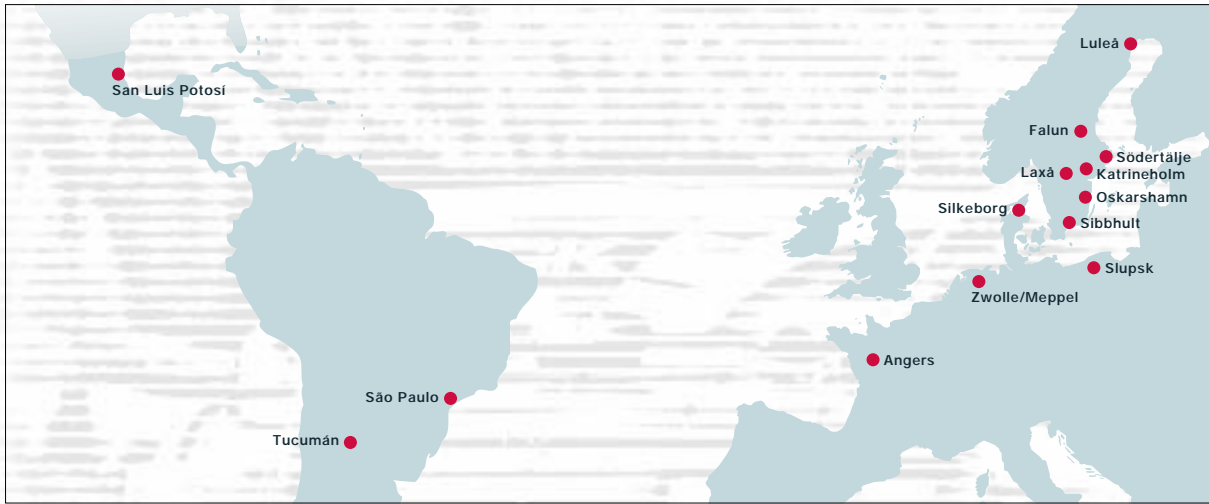 Luleå
San Luis Potosí
Falun
Södertälje
Laxå
Katrineholm
Oskarshamn
Silkeborg
Sibbhult
Slupsk
Zwolle/Meppel
Angers
São Paulo
Tucumán